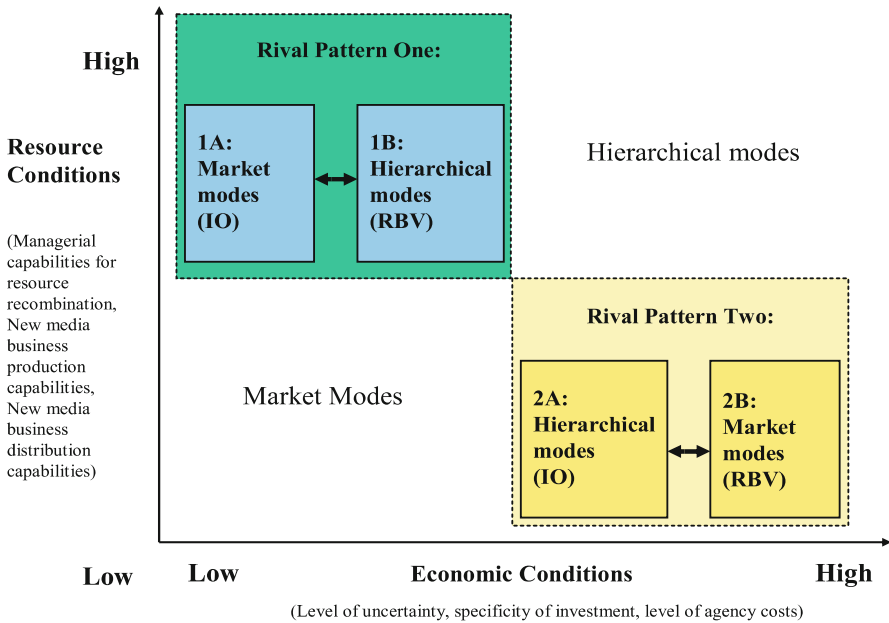 High
Resource
Conditions
(Managerial
capabilities for
resource
recombination,
New media
business
production
capabilities,
New media
business
distribution
capabilities)
Low
Rival Pattern One:
1A:
Market
modes
(IO)
1B:
Hierarchical
modes
(RBV)
Hierarchical modes
Market Modes
Rival Pattern Two:
2A:
Hierarchical
modes
(IO)
2B:
Market
modes
(RBV)
Low
Economic Conditions
High
(Level of uncertainty, specificity of investment, level of agency costs)